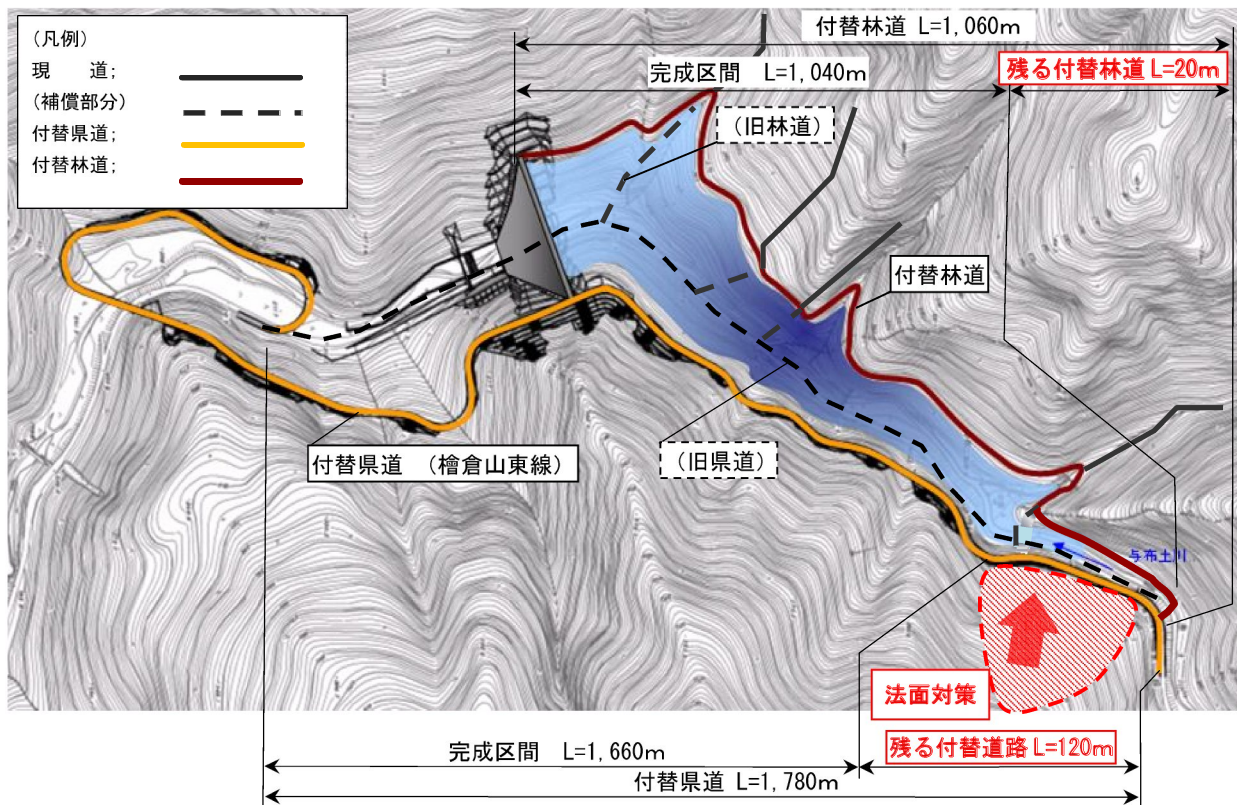 (凡例)
現　　道;
(補償部分)
付替県道;
付替林道;
付替林道 L=1,060m
完成区間 L=1,040m
残る付替林道 L=20m
(旧林道)
付替林道
付替県道 (檜倉山東線)
(旧県道)
与布土川
法面対策
残る付替道路 L=120m
完成区間 L=1,660m
付替県道 L=1,780m